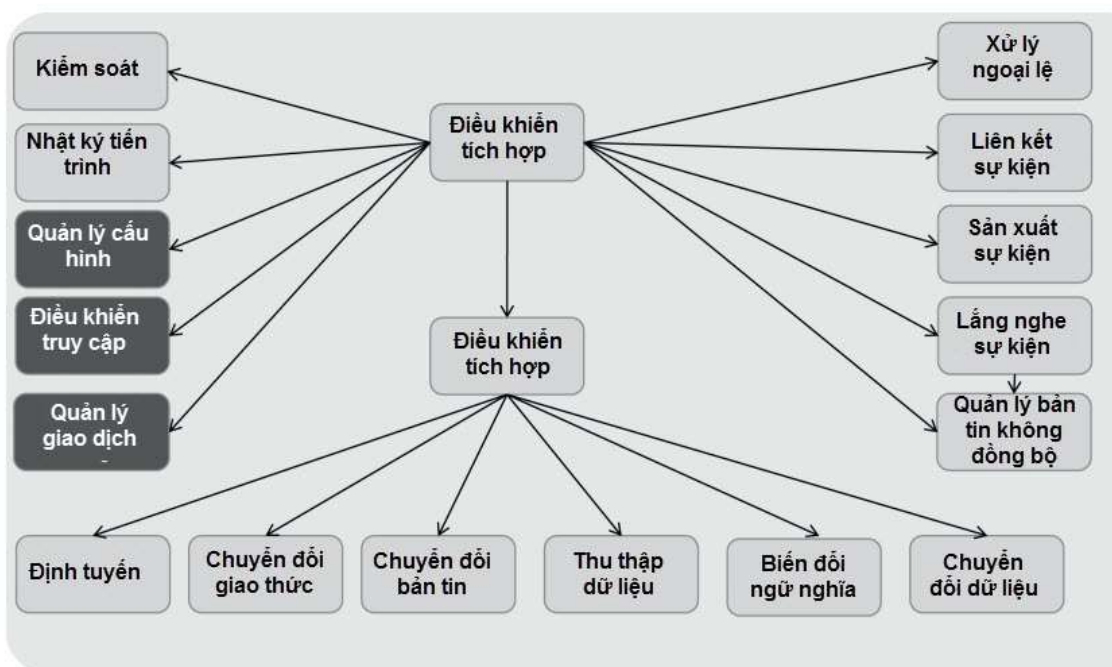 Kiểm soát
Nhật ký tiến
trình
Quản lý cấu
hình
Điều khiển
truy cập
Quản lý
giao dịch
Điều khiển
tích hợp
Điều khiển
tích hợp
Xử lý
ngoại lệ
Liên kết
sự kiện
Sản xuất
sự kiện
Lắng nghe
sự kiện
Quản lý bản
tin không
đồng bộ
Định tuyến
Chuyển đổi
giao thức
Chuyển đổi
bản tin
Thu thập
dữ liệu
Biến đổi
ngữ nghĩa
Chuyển
đổi dữ liệu